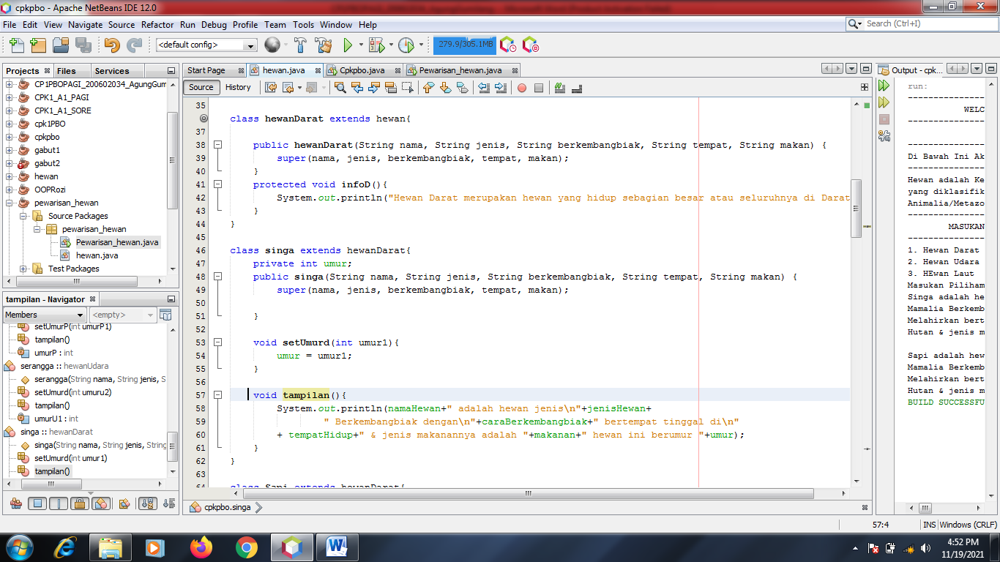 cpkpbo - Apache NetBeans IDE 12.0
File Edit View Navigate Source Refactor Run Debug Profile Team Tools Window Help
Search (Ctrl+I)
<default config>
279.9/305.1MB
Projects Files Services
CP1PBOPAGI_200602034_AgungGum
CPK1_A1_PAGI
CPK1_A1_SORE
cpk1PBO
cpkpbo
gabut1
gabut2
hewan
OOPRozi
pewarisan_hewan
Source Packages
pewarisan_hewan
Pewarisan_hewan.java
hewan.java
Test Packages
tampilan - Navigator
Members <empty>
setUmurP(int umurP1)
tampilan()
umurP : int
serangga :: hewanUdara
serangga(String nama, String jenis, S
setUmurd(int umuru2)
tampilan()
umurU1 : int
singa :: hewanDarat
singa(String nama, String jenis, String
setUmurd(int umur1)
tampilan()
Start Page hewan.java Cpkpbo.java Pewarisan_hewan.java
Source History
35
class hewanDarat extends hewan{
37
38 public hewanDarat(String nama, String jenis, String berkembangbiak, String tempat, String makan) {
39 super(nama, jenis, berkembangbiak, tempat, makan);
40 }
41 protected void infoD(){
42 System.out.println("Hewan Darat merupakan hewan yang hidup sebagian besar atau seluruhnya di Darat
43 }
44 }
45
46 class singa extends hewanDarat{
47 private int umur;
48 public singa(String nama, String jenis, String berkembangbiak, String tempat, String makan) {
49 super(nama, jenis, berkembangbiak, tempat, makan);
50
51 }
52
53 void setUmurd(int umur1){
54 umur = umur1;
55 }
56
57 void tampilan(){
58 System.out.println(namaHewan+" adalah hewan jenis\n"+jenisHewan+
59 " Berkembangbiak dengan\n"+caraBerkembangbiak+" bertempat tinggal di\n"
60 + tempatHidup+" & jenis makanannya adalah "+makanan+" hewan ini berumur "+umur);
61 }
62 }
63
64 class Sapi extends hewanDarat{
cpkpbo.singa
Output - cpk...
run:
-----------------
WELC
-----------------
-----------------
Di Bawah Ini Ak
-----------------
Hewan adalah Ke
yang diklasifik
Animalia/Metazo
-----------------
MASUKAN
-----------------
1. Hewan Darat
2. Hewan Udara
3. HEwan Laut
Masukan Piliham
Singa adalah he
Mamalia Berkemb
Melahirkan bert
Hutan & jenis m
Sapi adalah hew
Mamalia Berkemb
Melahirkan bert
Hutan & jenis m
BUILD SUCCESSFU
57:4 INS Windows (CRLF)
4:52 PM
11/19/2021